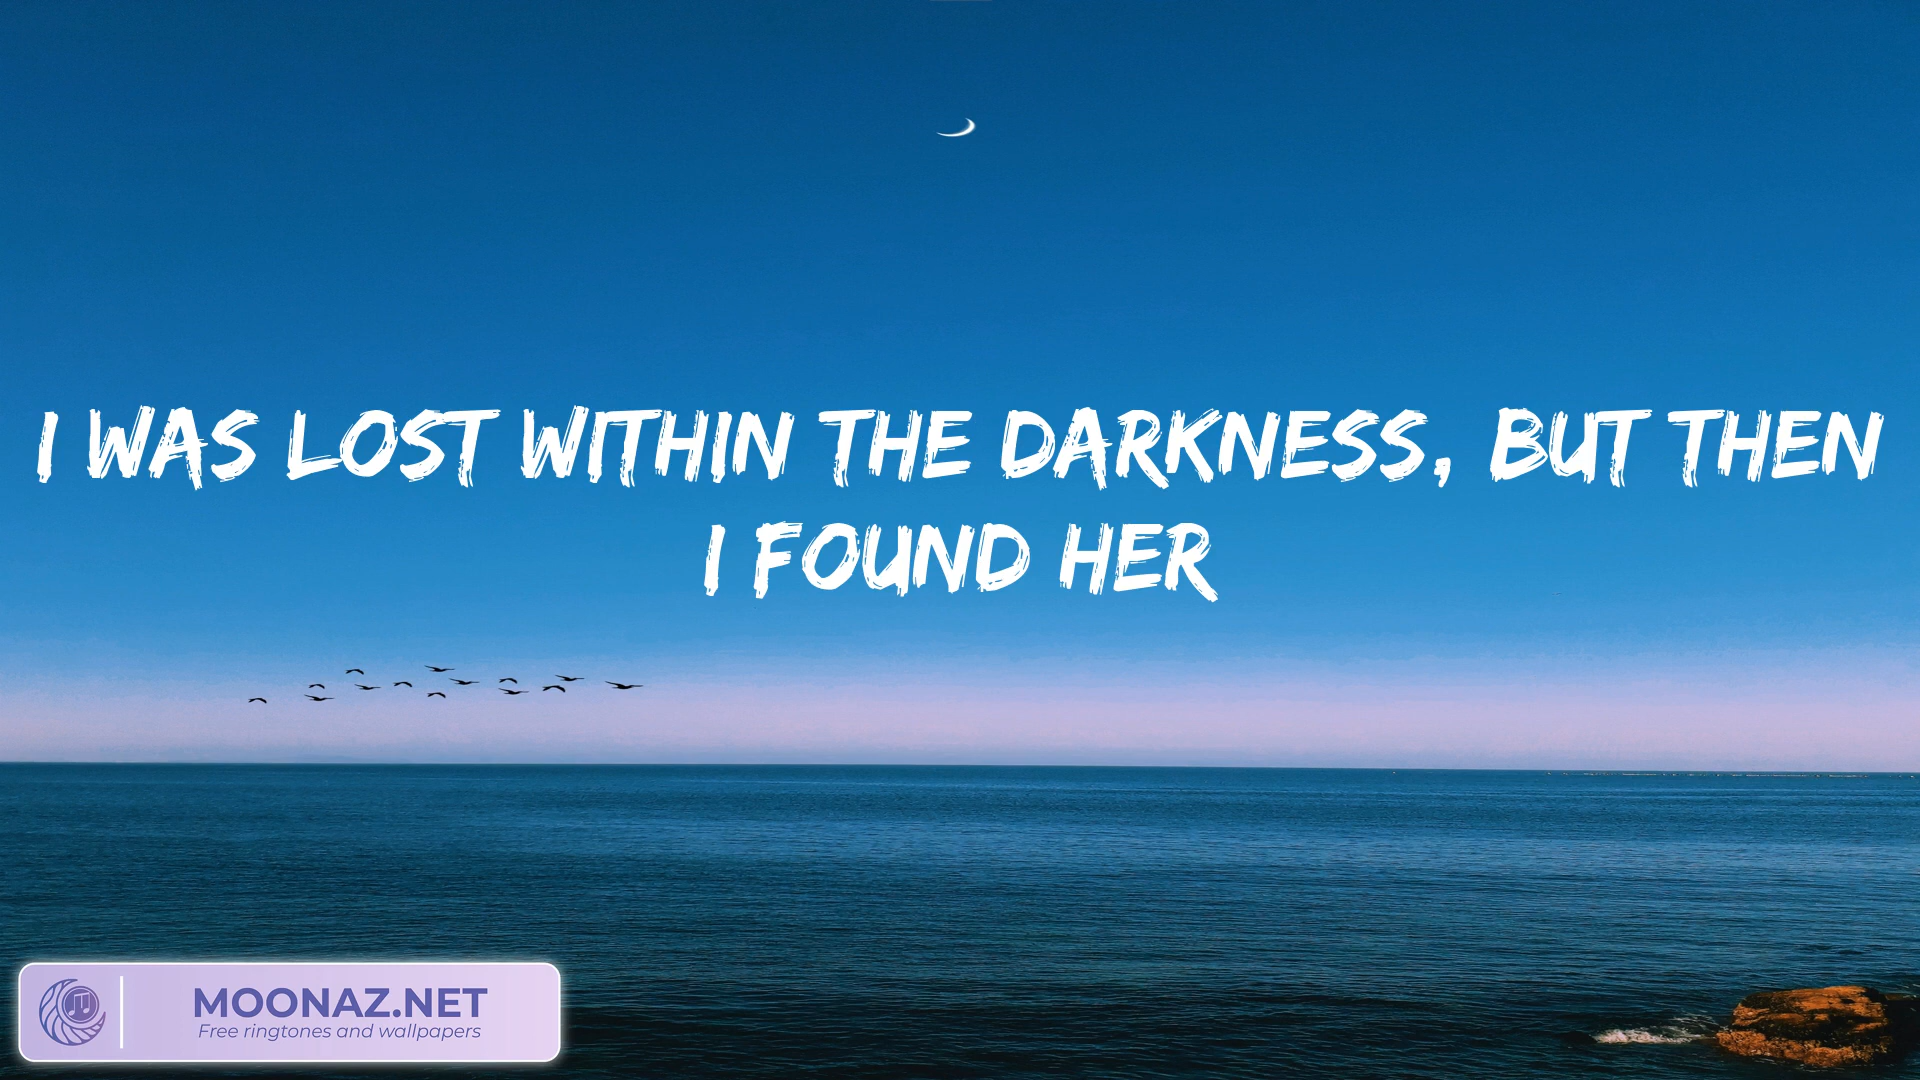 I WAS LOST WITHIN THE DARKNESS, BUT THEN
I FOUND HER
MOONAZ.NET
Free ringtones and wallpapers